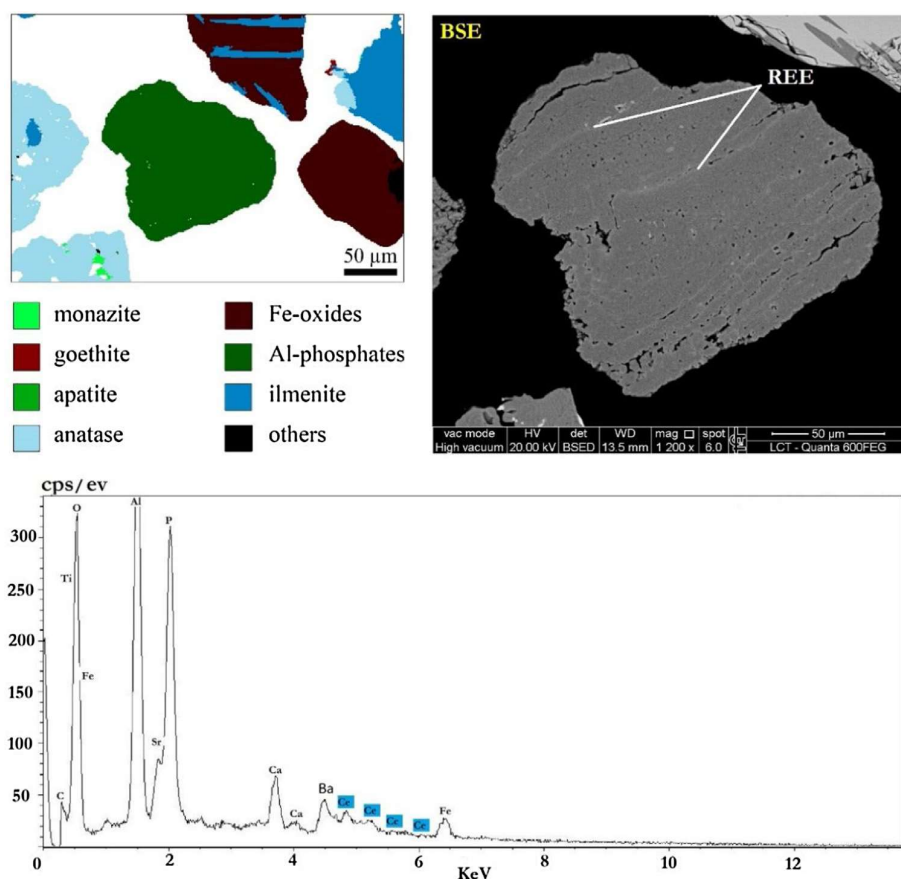 50 µm
monazite
Fe-oxides
goethite
Al-phosphates
apatite
ilmenite
anatase
others
BSE
REE
vac mode HV det WD mag spot 50 µm
High vacuum 20.00 kV BSED 13.5 mm 1 200 x 6.0 LCT - Quanta 600FEG
cps/ev
O
Al
P
300
Ti
250
200
Fe
150
100
Sr
Ca
C
50
Ca
Ba
Ce
Ce
Ce
Ce
Fe
0 2 4 6 8 10 12
KeV